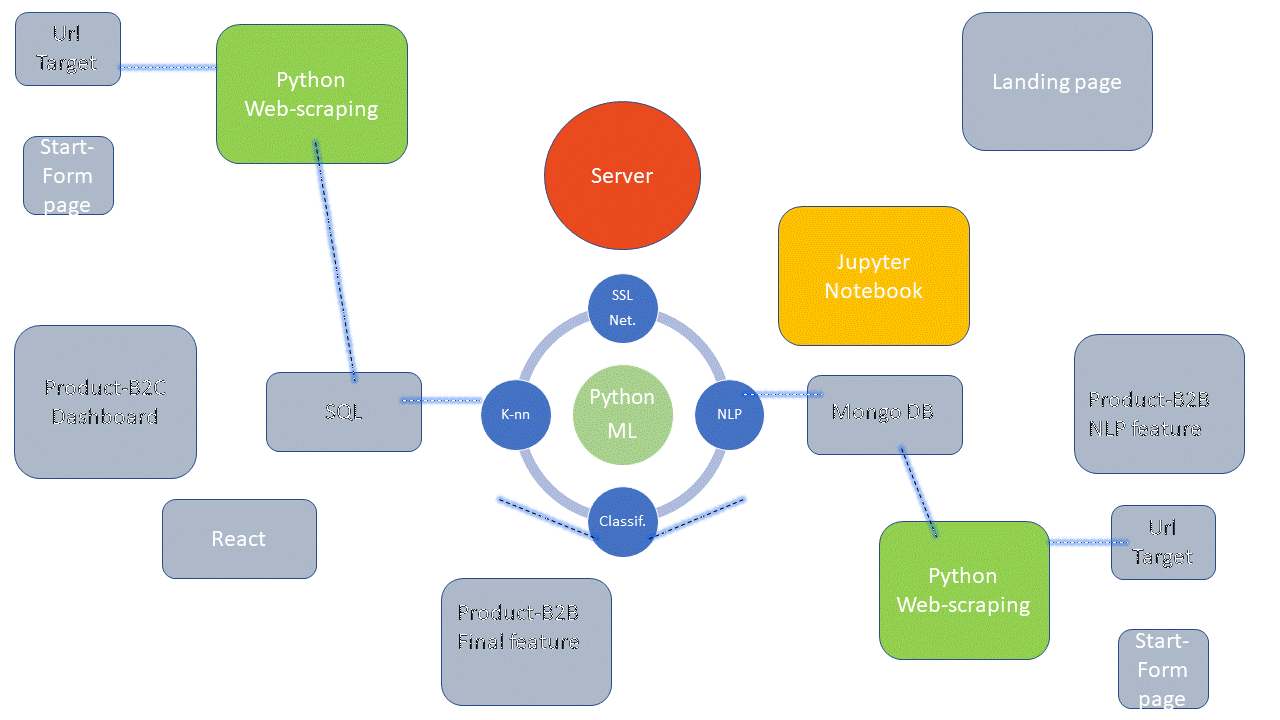 Url
Target
Python
Web-scraping
Landing page
Start-
Form
page
Server
Jupyter
Notebook
SSL
Net.
Product-B2C
Dashboard
SQL
K-nn
Python
ML
NLP
Mongo DB
Product-B2B
NLP feature
React
Classif.
Url
Target
Python
Web-scraping
Product-B2B
Final feature
Start-
Form
page